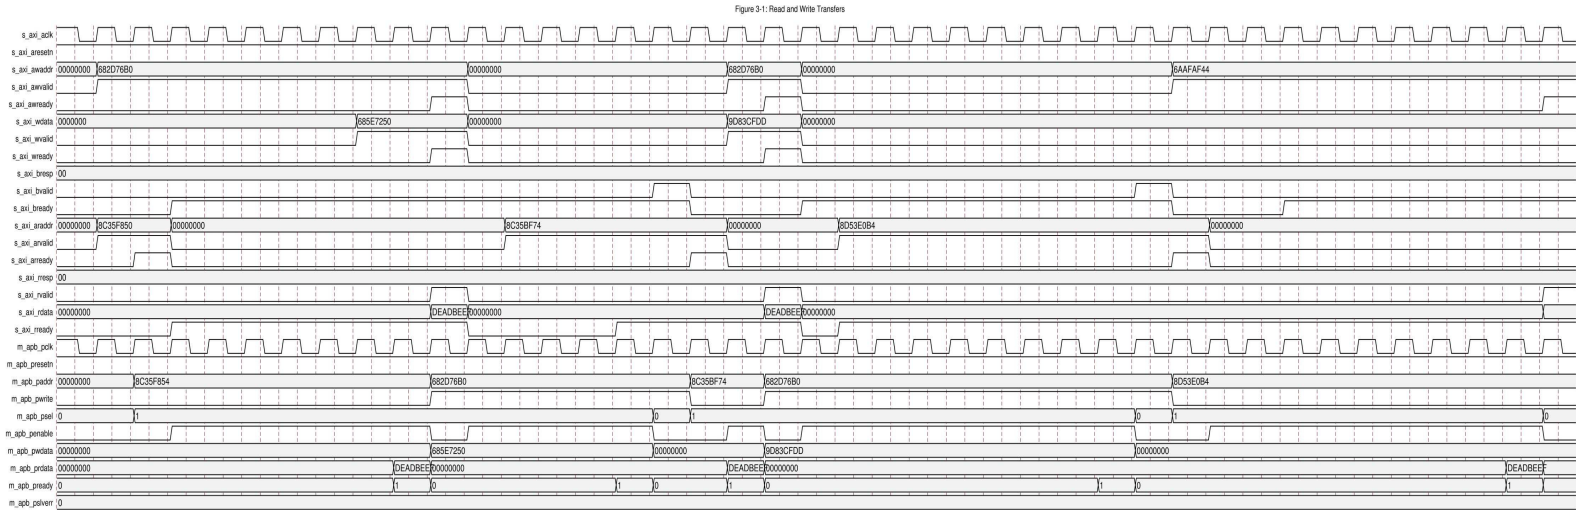 Figure 3-1: Read and Write Transfers
s_axi_aclk
s_axi_aresetn
s_axi_awaddr 00000000 682D76B0 00000000 682D76B0 00000000 6AAFAF44
s_axi_awvalid
s_axi_awready
s_axi_wdata 0000000 685E7250 00000000 9D83CFDD 00000000
s_axi_wvalid
s_axi_wready
s_axi_bresp 00
s_axi_bvalid
s_axi_bready
s_axi_araddr 00000000 8C35F850 00000000 8C35BF74 00000000 8D53E0B4 00000000
s_axi_arvalid
s_axi_arready
s_axi_rresp 00
s_axi_rvalid
s_axi_rdata 00000000 DEADBEE 00000000 DEADBEE 00000000
s_axi_rready
m_apb_pclk
m_apb_presetn
m_apb_paddr 00000000 8C35F854 682D76B0 8C35BF74 682D76B0 8D53E0B4
m_apb_pwrite
m_apb_psel 0 1 0 1 0 1 0
m_apb_penable
m_apb_pwdata 00000000 685E7250 00000000 9D83CFDD 00000000
m_apb_prdata 00000000 DEADBEE 00000000 DEADBEE 00000000 DEADBEEF
m_apb_pready 0 1 0 1 0 1 0 1 0 1
m_apb_pslverr 0